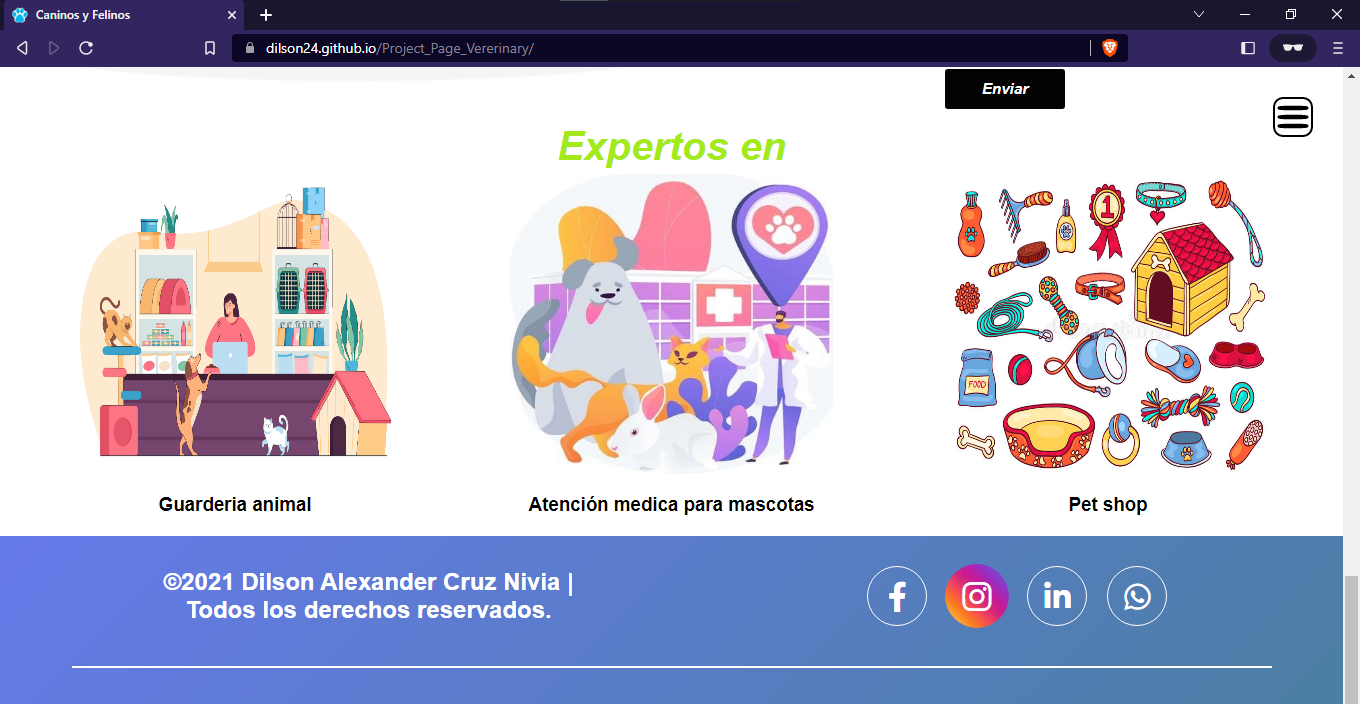 Caninos y Felinos
dilson24.github.io/Project_Page_Vererinary/
Enviar
Expertos en
1
FOOD
Guarderia animal
Atención medica para mascotas
Pet shop
©2021 Dilson Alexander Cruz Nivia |
Todos los derechos reservados.